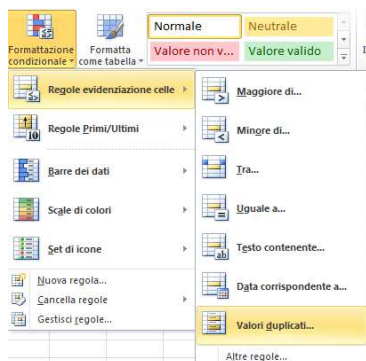 Normale
Neutrale
Formattazione
condizionale
Formatta
come tabella
Valore non v...
Valore valido
Regole evidenziazione celle
Regole Primi/Ultimi
Barre dei dati
Scale di colori
Set di icone
Nuova regola...
Cancella regole
Gestisci regole...
Maggiore di...
Minore di...
Tra...
Uguale a...
Testo contenente...
Data corrispondente a...
Valori duplicati...
Altre regole...